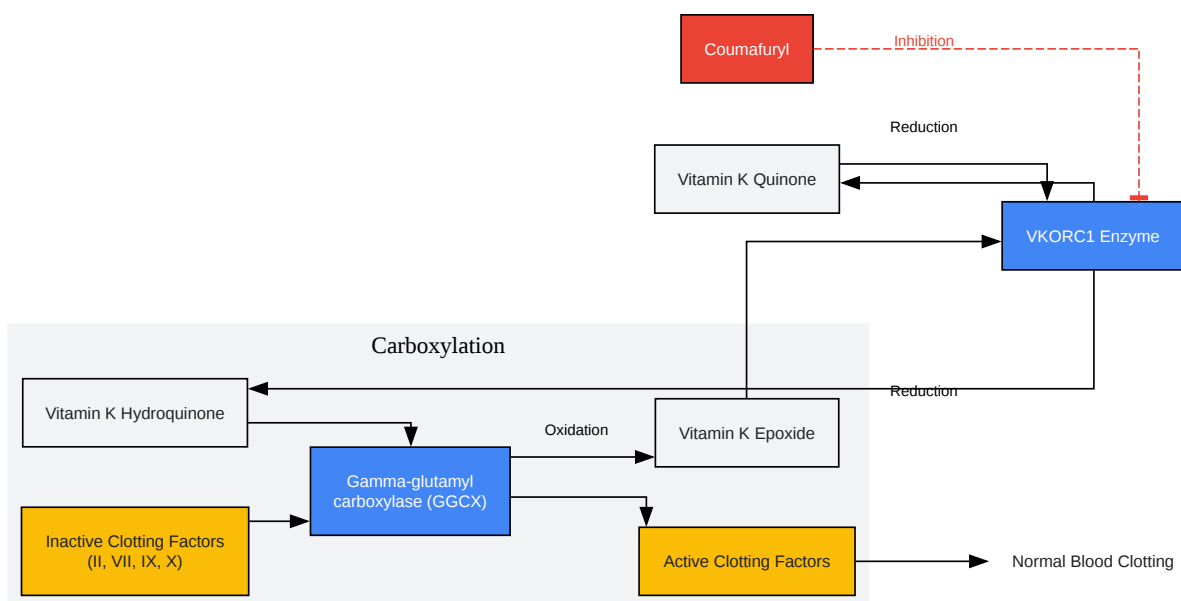 Coumafuryl
Inhibition
Reduction
Vitamin K Quinone
VKORC1 Enzyme
Carboxylation
Reduction
Vitamin K Hydroquinone
Oxidation
Vitamin K Epoxide
Gamma-glutamyl
carboxylase (GGCX)
Inactive Clotting Factors
(II, VII, IX, X)
Active Clotting Factors
Normal Blood Clotting